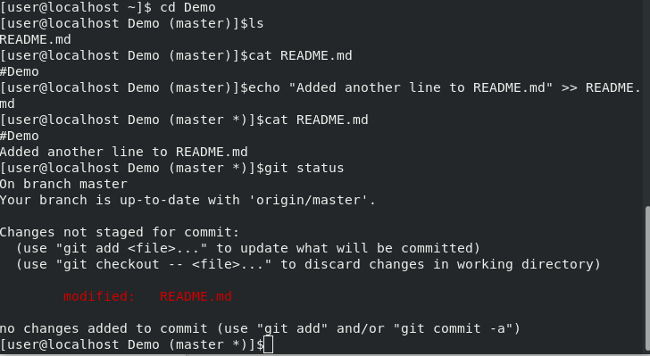 [user@localhost ~]$ cd Demo
[user@localhost Demo (master)]$ls
README.md
[user@localhost Demo (master)]$cat README.md
#Demo
[user@localhost Demo (master)]$echo "Added another line to README.md" >> README.
md
[user@localhost Demo (master *)]$cat README.md
#Demo
Added another line to README.md
[user@localhost Demo (master *)]$git status
On branch master
Your branch is up-to-date with 'origin/master'.

Changes not staged for commit:
  (use "git add <file>..." to update what will be committed)
  (use "git checkout -- <file>..." to discard changes in working directory)

        modified:   README.md

no changes added to commit (use "git add" and/or "git commit -a")
[user@localhost Demo (master *)]$